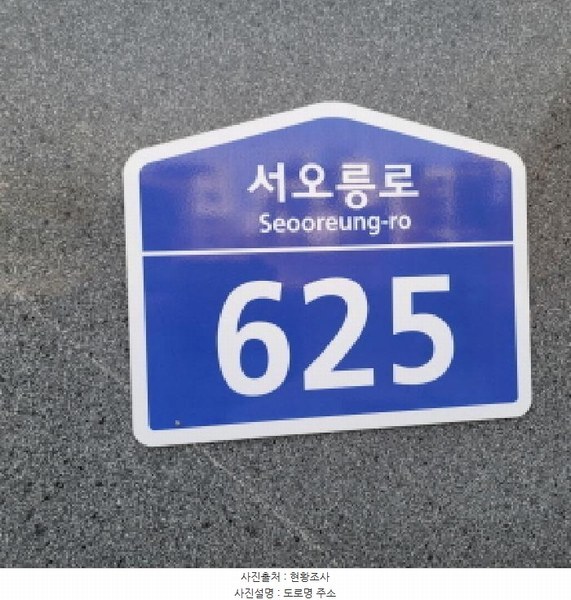 서오릉로
Seooreung-ro
625
사진출처 : 현황조사
사진설명 : 도로명 주소